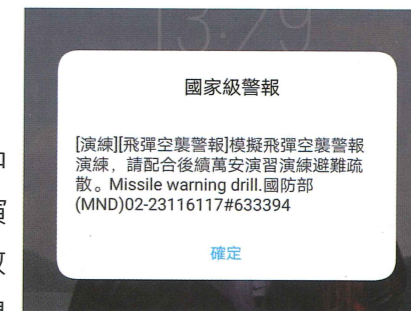 13:29
國家級警報
[演練][飛彈空襲警報]模擬飛彈空襲警報
演練，請配合後續萬安演習演練避難疏
散。Missile warning drill.國防部
(MND)02-23116117#633394
確定